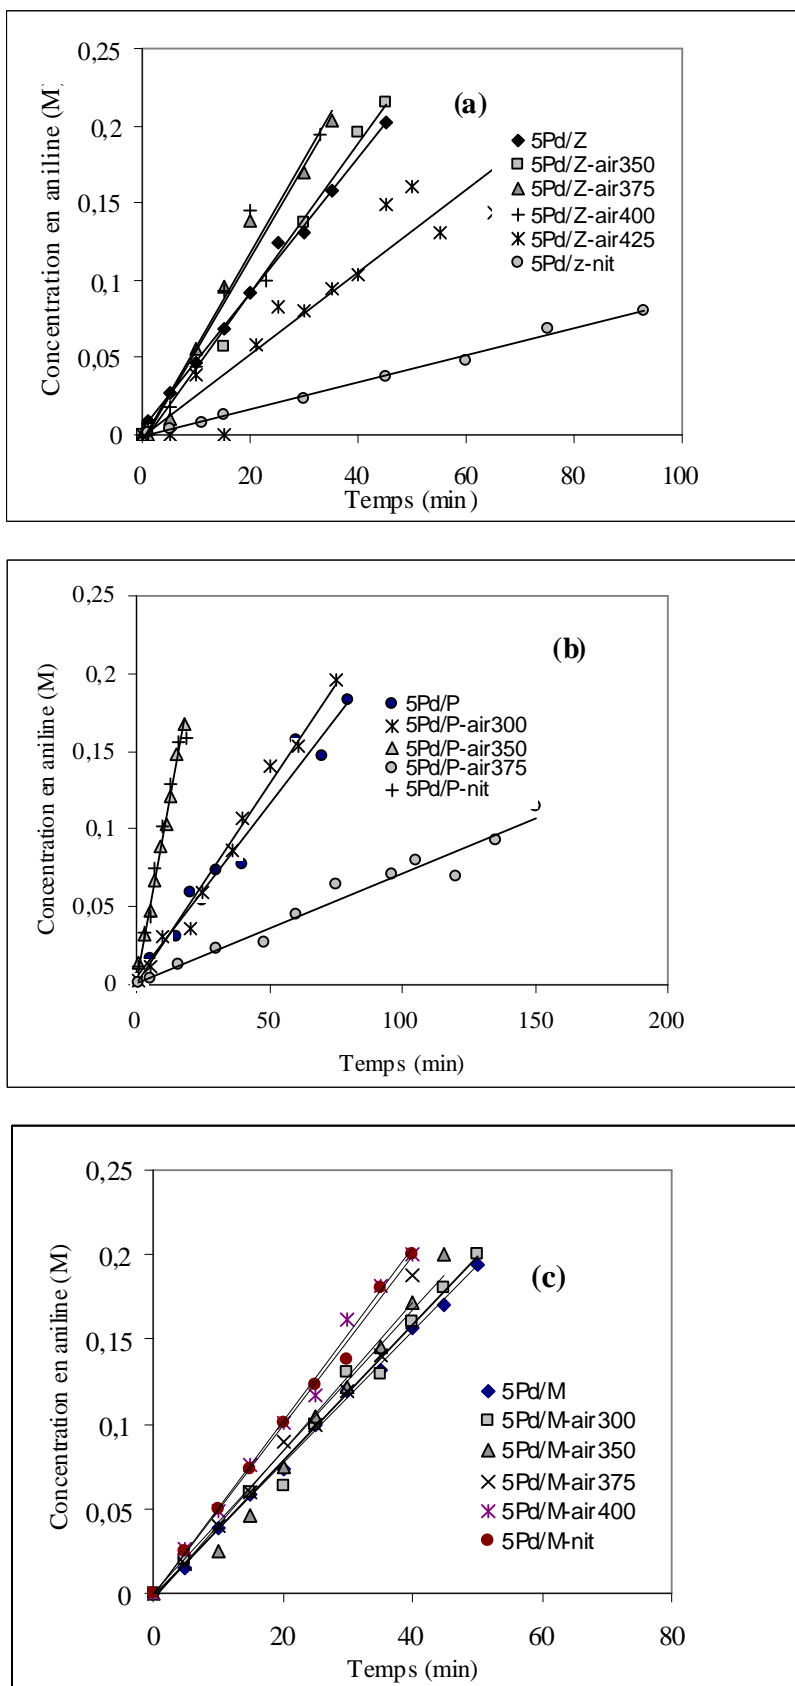 0,25
0,2
0,15
0,1
0,05
0
Concentration en aniline (M)
(a)
5Pd/Z
5Pd/Z-air350
5Pd/Z-air375
5Pd/Z-air400
5Pd/Z-air425
5Pd/z-nit
0 20 40 60 80 100
Temps (min)
0,25
0,2
0,15
0,1
0,05
0
Concentration en aniline (M)
(b)
5Pd/P
5Pd/P-air300
5Pd/P-air350
5Pd/P-air375
5Pd/P-nit
0 50 100 150 200
Temps (min)
0,25
0,2
0,15
0,1
0.05
0
Concentration en aniline (M)
(c)
5Pd/M
5Pd/M-air300
5Pd/M-air350
5Pd/M-air375
5Pd/M-air400
5Pd/M-nit
0 20 40 60 80
Temps (min)